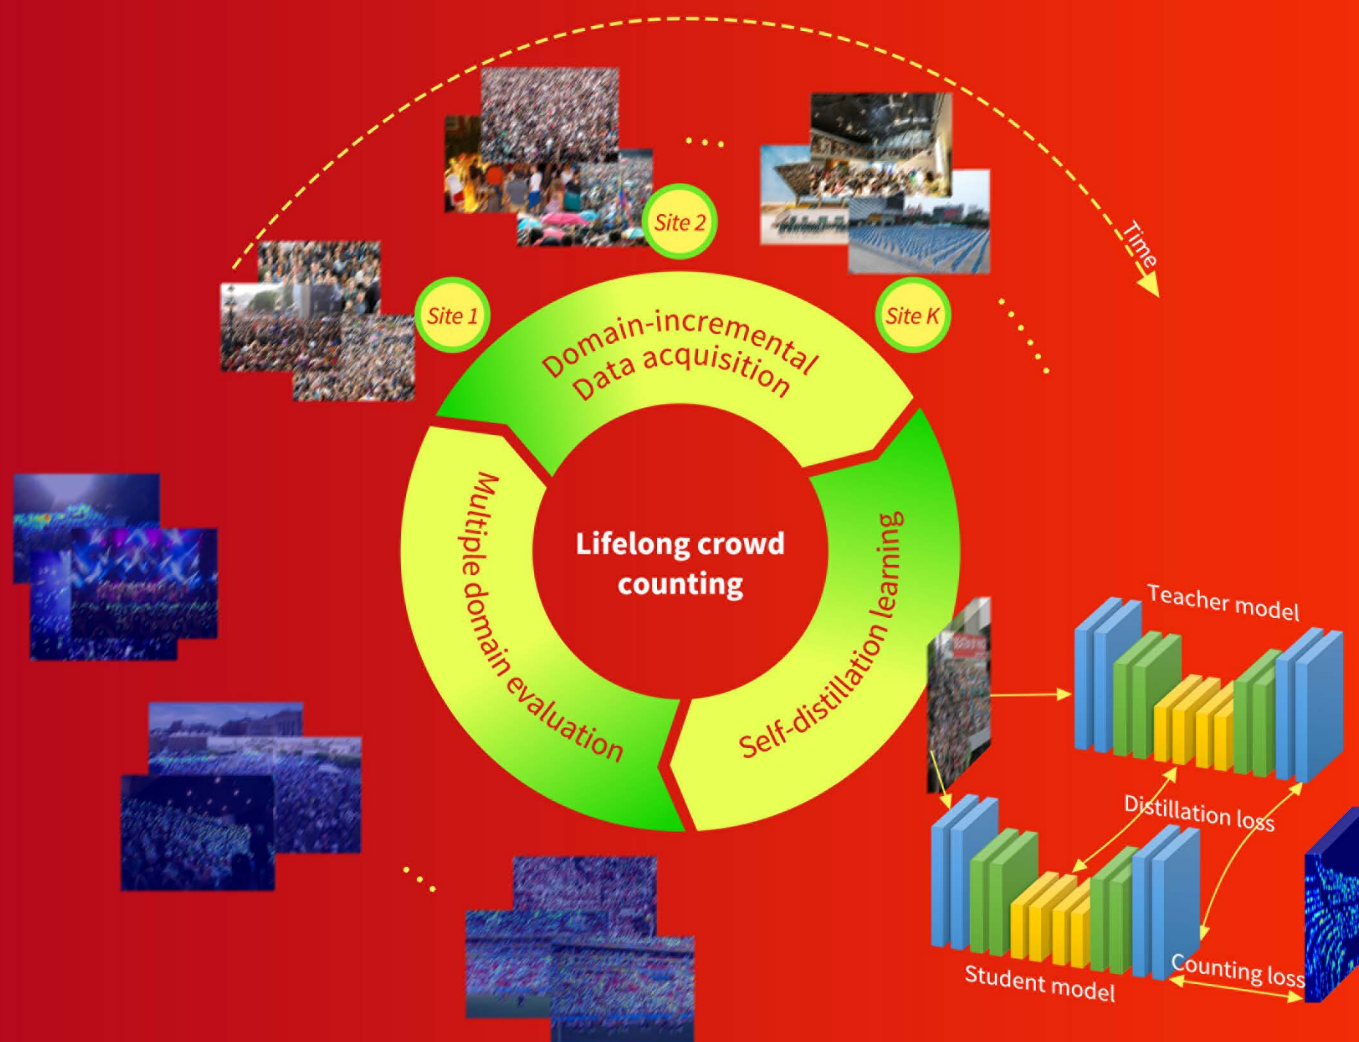 Time
Site 1
Site 2
Site K
Domain-incremental
Data acquisition
Multiple domain evaluation
Self-distillation learning
Lifelong crowd
counting
Teacher model
Distillation loss
Student model
Counting loss